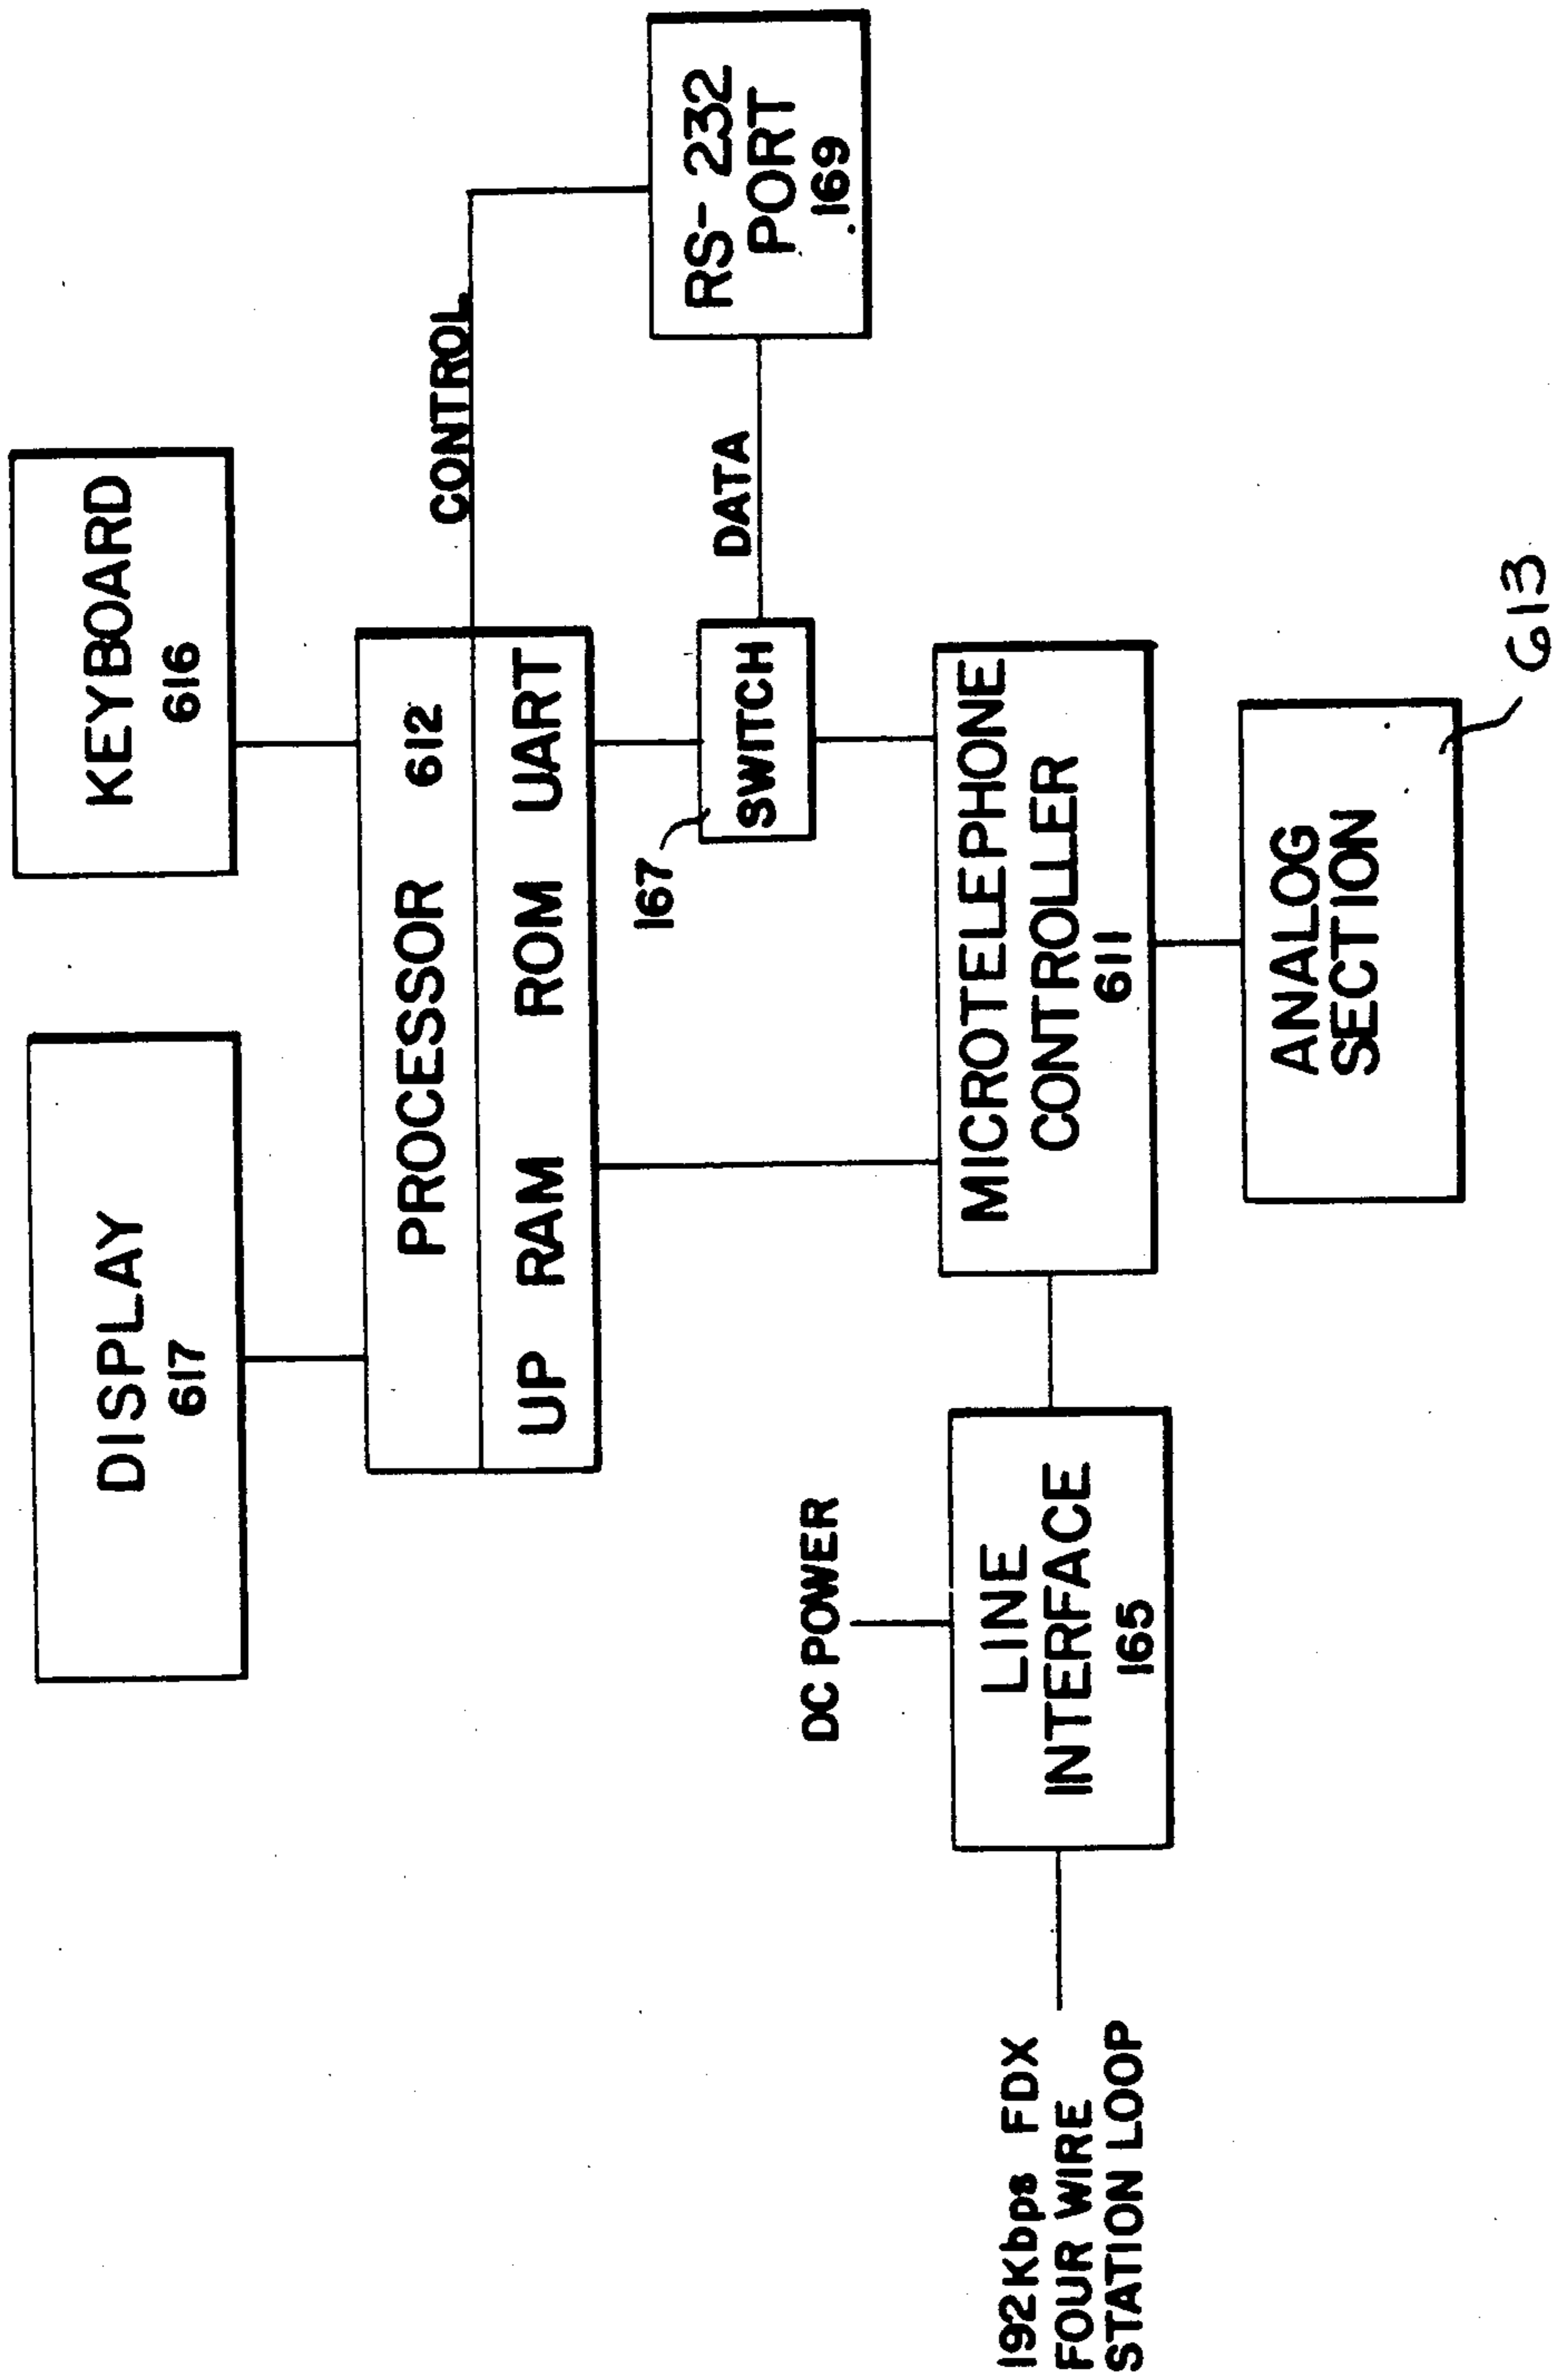 DISPLAY
617
KEYBOARD
616
PROCESSOR 612
UP RAM ROM UART
CONTROL
RS-232
PORT
169
DATA
SWITCH
167
DC POWER
192Kbps FDX
FOUR WIRE
STATION LOOP
LINE
INTERFACE
165
MICROTELEPHONE
CONTROLLER
611
ANALOG
SECTION
613